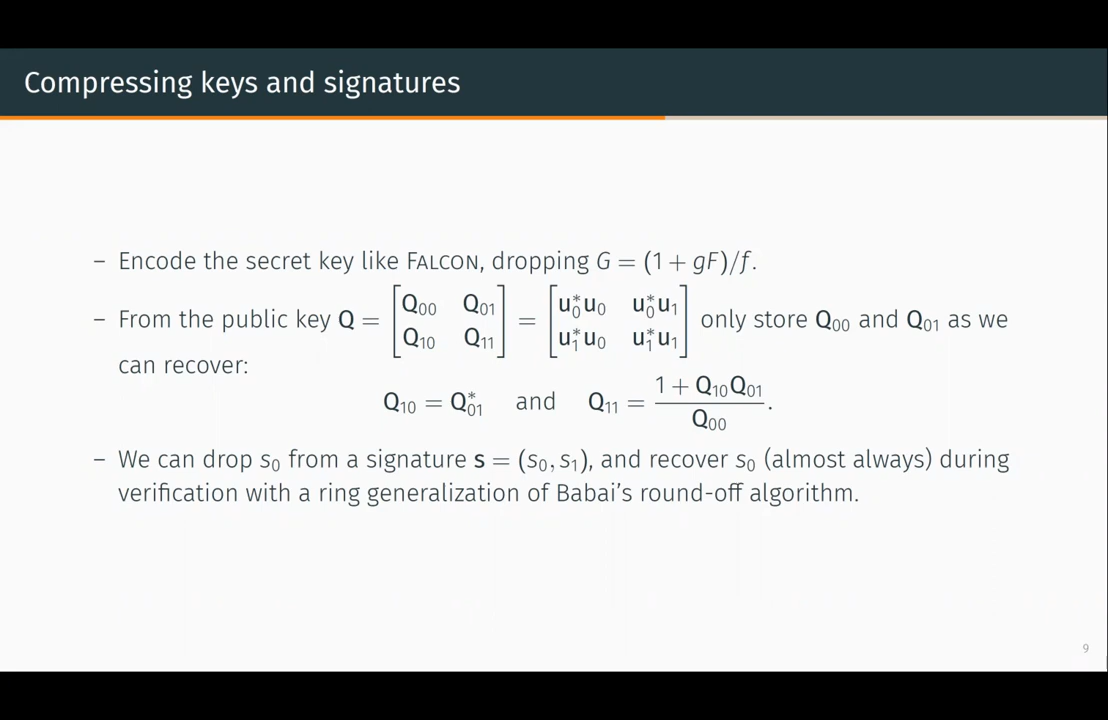 Compressing keys and signatures
– Encode the secret key like FALCON, dropping G = (1 + gF)/f.
– From the public key Q = [Q₀₀ Q₀₁; Q₁₀ Q₁₁] = [u₀*u₀ u₀*u₁; u₁*u₀ u₁*u₁] only store Q₀₀ and Q₀₁ as we
can recover:
Q₁₀ = Q₀₁* and Q₁₁ = (1 + Q₁₀Q₀₁)/Q₀₀.
– We can drop s₀ from a signature s = (s₀, s₁), and recover s₀ (almost always) during
verification with a ring generalization of Babai's round-off algorithm.
9